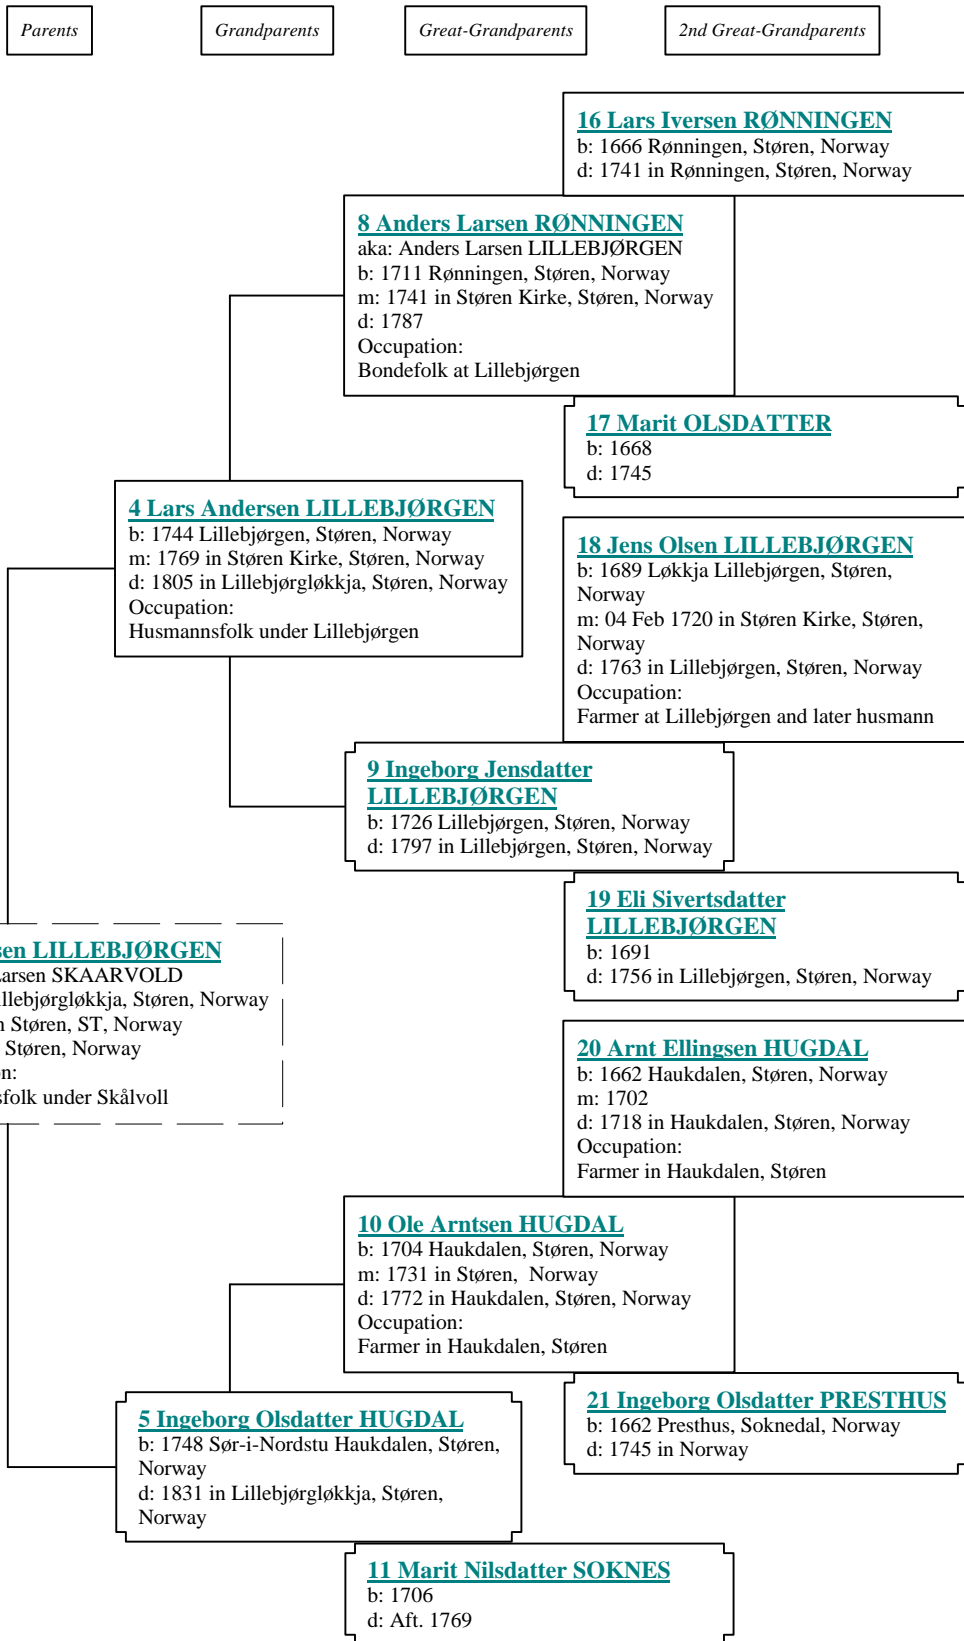 Parents
Grandparents
Great-Grandparents
2nd Great-Grandparents
16 Lars Iversen RØNNINGEN
b: 1666 Rønningen, Støren, Norway
d: 1741 in Rønningen, Støren, Norway
8 Anders Larsen RØNNINGEN
aka: Anders Larsen LILLEBJØRGEN
b: 1711 Rønningen, Støren, Norway
m: 1741 in Støren Kirke, Støren, Norway
d: 1787
Occupation:
Bondefolk at Lillebjørgen
17 Marit OLSDATTER
b: 1668
d: 1745
4 Lars Andersen LILLEBJØRGEN
b: 1744 Lillebjørgen, Støren, Norway
m: 1769 in Støren Kirke, Støren, Norway
d: 1805 in Lillebjørgløkkja, Støren, Norway
Occupation:
Husmannsfolk under Lillebjørgen
18 Jens Olsen LILLEBJØRGEN
b: 1689 Løkkja Lillebjørgen, Støren,
Norway
m: 04 Feb 1720 in Støren Kirke, Støren,
Norway
d: 1763 in Lillebjørgen, Støren, Norway
Occupation:
Farmer at Lillebjørgen and later husmann
9 Ingeborg Jensdatter
LILLEBJØRGEN
b: 1726 Lillebjørgen, Støren, Norway
d: 1797 in Lillebjørgen, Støren, Norway
19 Eli Sivertsdatter
LILLEBJØRGEN
b: 1691
d: 1756 in Lillebjørgen, Støren, Norway
sen LILLEBJØRGEN
Larsen SKAARVOLD
illebjørgløkkja, Støren, Norway
n Støren, ST, Norway
Støren, Norway
on:
sfolk under Skålvoll
20 Arnt Ellingsen HUGDAL
b: 1662 Haukdalen, Støren, Norway
m: 1702
d: 1718 in Haukdalen, Støren, Norway
Occupation:
Farmer in Haukdalen, Støren
10 Ole Arntsen HUGDAL
b: 1704 Haukdalen, Støren, Norway
m: 1731 in Støren, Norway
d: 1772 in Haukdalen, Støren, Norway
Occupation:
Farmer in Haukdalen, Støren
21 Ingeborg Olsdatter PRESTHUS
b: 1662 Presthus, Soknedal, Norway
d: 1745 in Norway
5 Ingeborg Olsdatter HUGDAL
b: 1748 Sør-i-Nordstu Haukdalen, Støren,
Norway
d: 1831 in Lillebjørgløkkja, Støren,
Norway
11 Marit Nilsdatter SOKNES
b: 1706
d: Aft. 1769